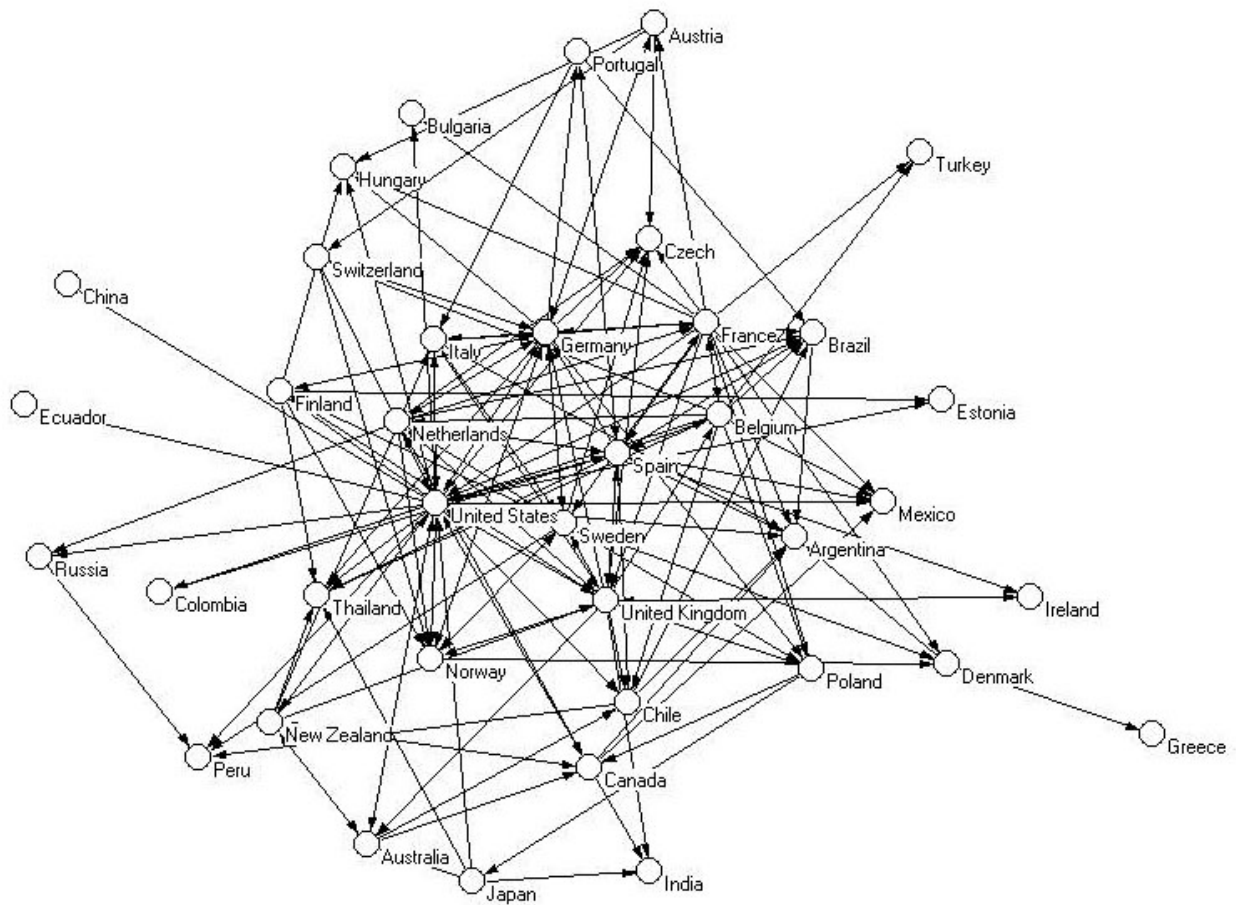 Austria
Portugal
Bulgaria
Turkey
Hungary
Czech
Switzerland
China
Italy
Germany
France
Brazil
Finland
Estonia
Ecuador
Netherlands
Belgium
Spain
United States
Mexico
Sweden
Argentina
Russia
Colombia
Thailand
United Kingdom
Ireland
Norway
Poland
Denmark
Chile
New Zealand
Greece
Peru
Canada
Australia
Japan
India